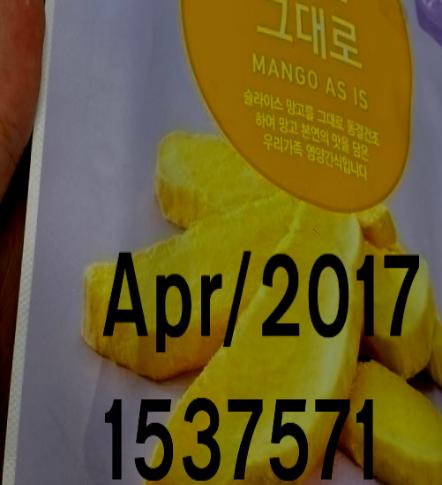 그대로
MANGO AS IS
슬라이스 망고를 그대로 동결건조
하여 망고 본연의 맛을 담은
우리가족 영양간식입니다
Apr/2017
1537571